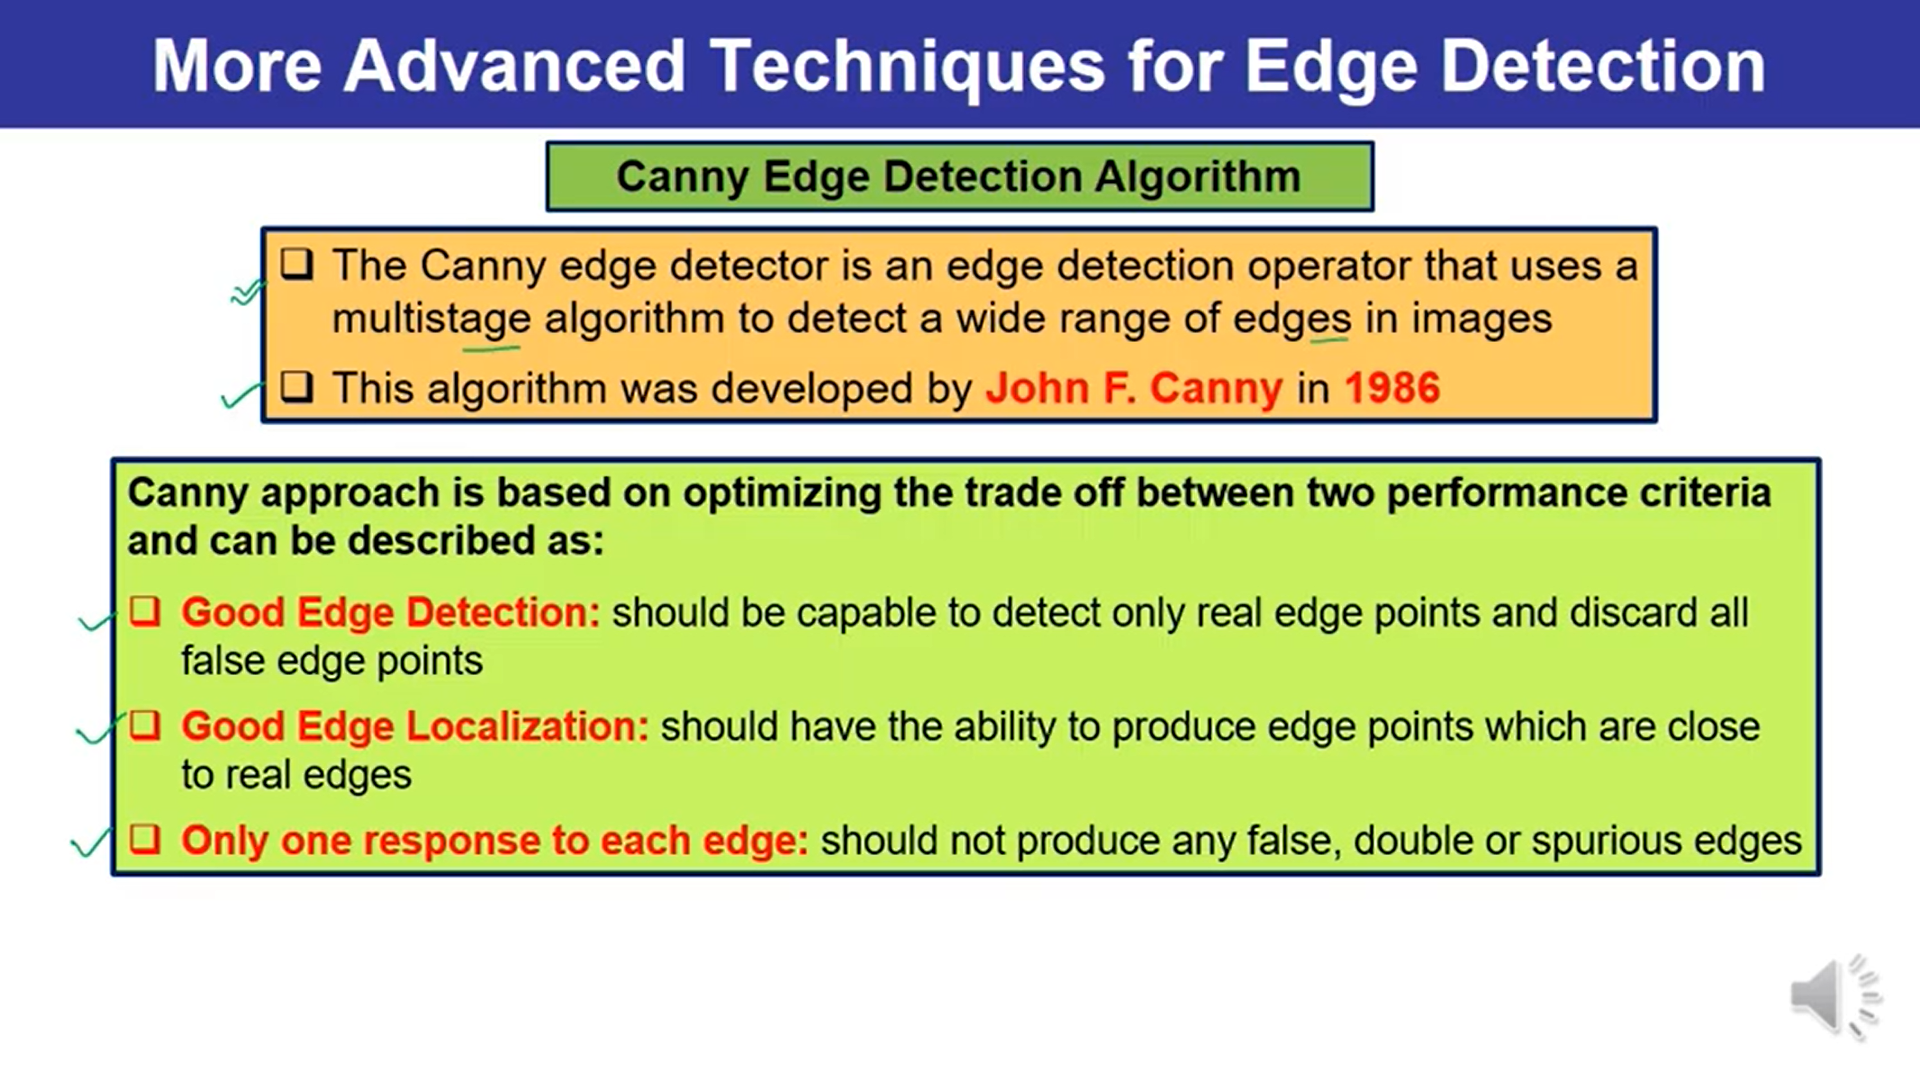 More Advanced Techniques for Edge Detection
Canny Edge Detection Algorithm
The Canny edge detector is an edge detection operator that uses a
multistage algorithm to detect a wide range of edges in images
This algorithm was developed by John F. Canny in 1986
Canny approach is based on optimizing the trade off between two performance criteria
and can be described as:
Good Edge Detection: should be capable to detect only real edge points and discard all
false edge points
Good Edge Localization: should have the ability to produce edge points which are close
to real edges
Only one response to each edge: should not produce any false, double or spurious edges